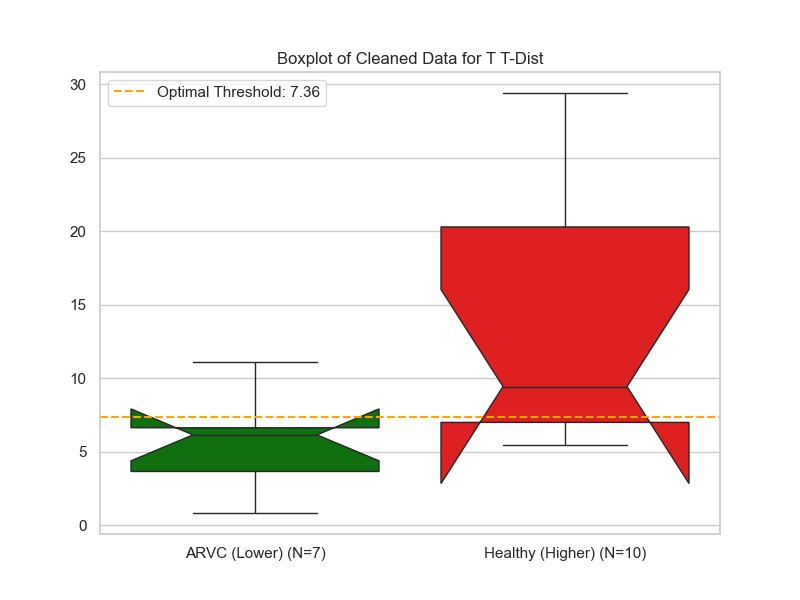 Boxplot of Cleaned Data for T T-Dist
Optimal Threshold: 7.36
30
25
20
15
10
5
0
ARVC (Lower) (N=7)
Healthy (Higher) (N=10)